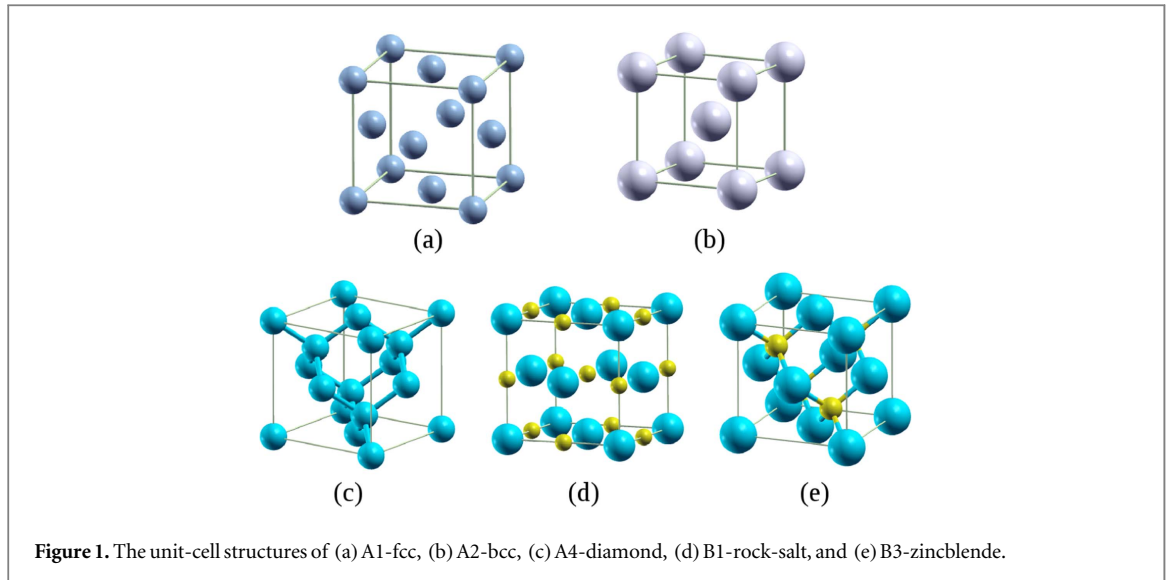 (a)
(b)
(c)
(d)
(e)
Figure 1. The unit-cell structures of (a) A1-fcc, (b) A2-bcc, (c) A4-diamond, (d) B1-rock-salt, and (e) B3-zincblende.